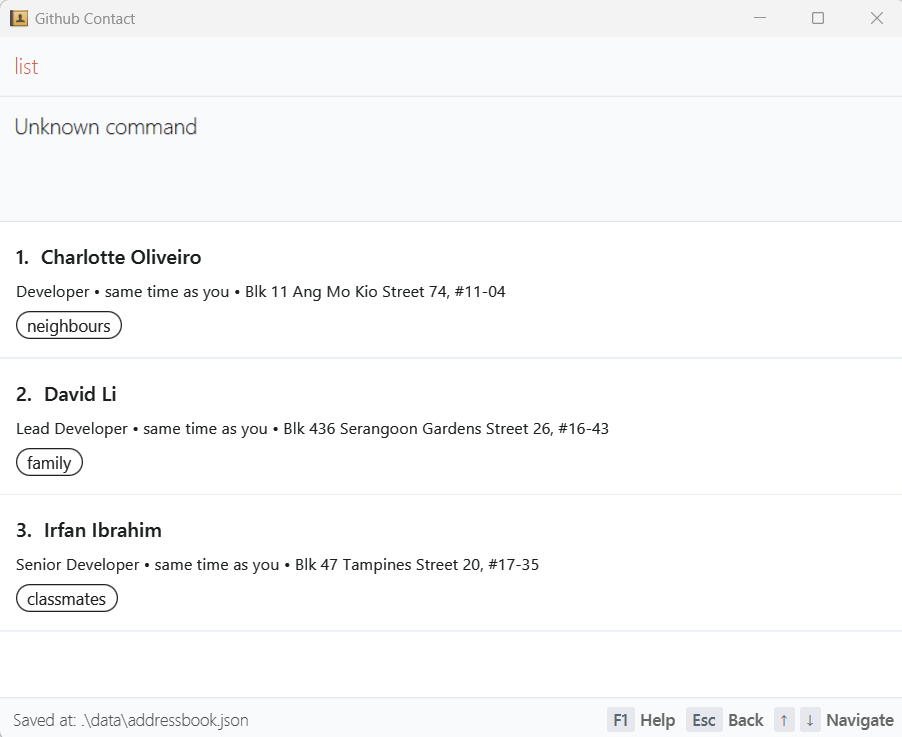 Github Contact
list
Unknown command
1. Charlotte Oliveiro
Developer • same time as you • Blk 11 Ang Mo Kio Street 74, #11-04
neighbours
2. David Li
Lead Developer • same time as you • Blk 436 Serangoon Gardens Street 26, #16-43
family
3. Irfan Ibrahim
Senior Developer • same time as you • Blk 47 Tampines Street 20, #17-35
classmates
Saved at: .\data\addressbook.json F1 Help Esc Back ↑ ↓ Navigate